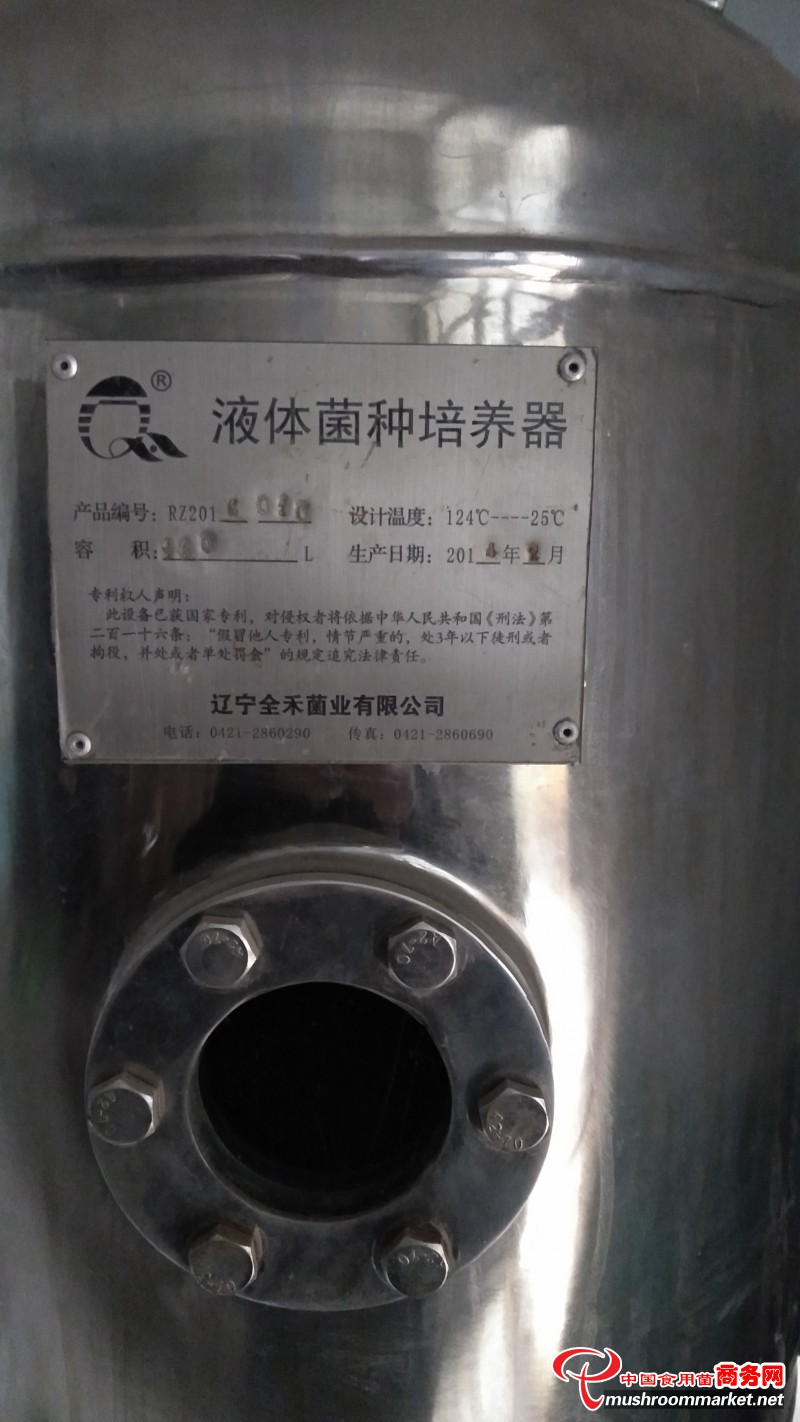 ® 液体菌种培养器
产品编号: RZ201 设计温度: 124℃----25℃
容 积: L 生产日期: 201 年 月
专利权人声明:
此设备已获国家专利, 对侵权者将依据中华人民共和国《刑法》第
二百一十六条: “假冒他人专利, 情节严重的, 处3年以下徒刑或者
拘役, 并处或者单处罚金”的规定追究法律责任。
辽宁全禾菌业有限公司
电话: 0421-2860290 传真: 0421-2860690
A2-70
A2-70
中国食用菌商务网
mushroommarket.net